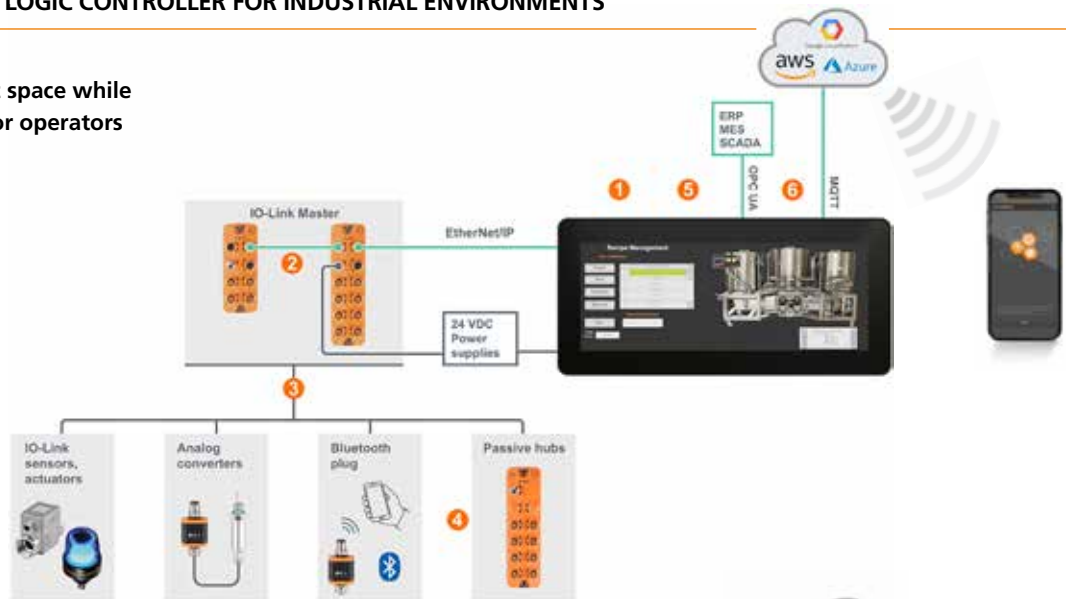 LOGIC CONTROLLER FOR INDUSTRIAL ENVIRONMENTS
space while
or operators
aws
Azure
ERP
MES
SCADA
OPC UA
MQTT
1
5
6
IO-Link Master
EtherNet/IP
2
Recipe Management
24 VDC
Power
supplies
3
IO-Link
sensors,
actuators
Analog
converters
Bluetooth
plug
Passive hubs
4